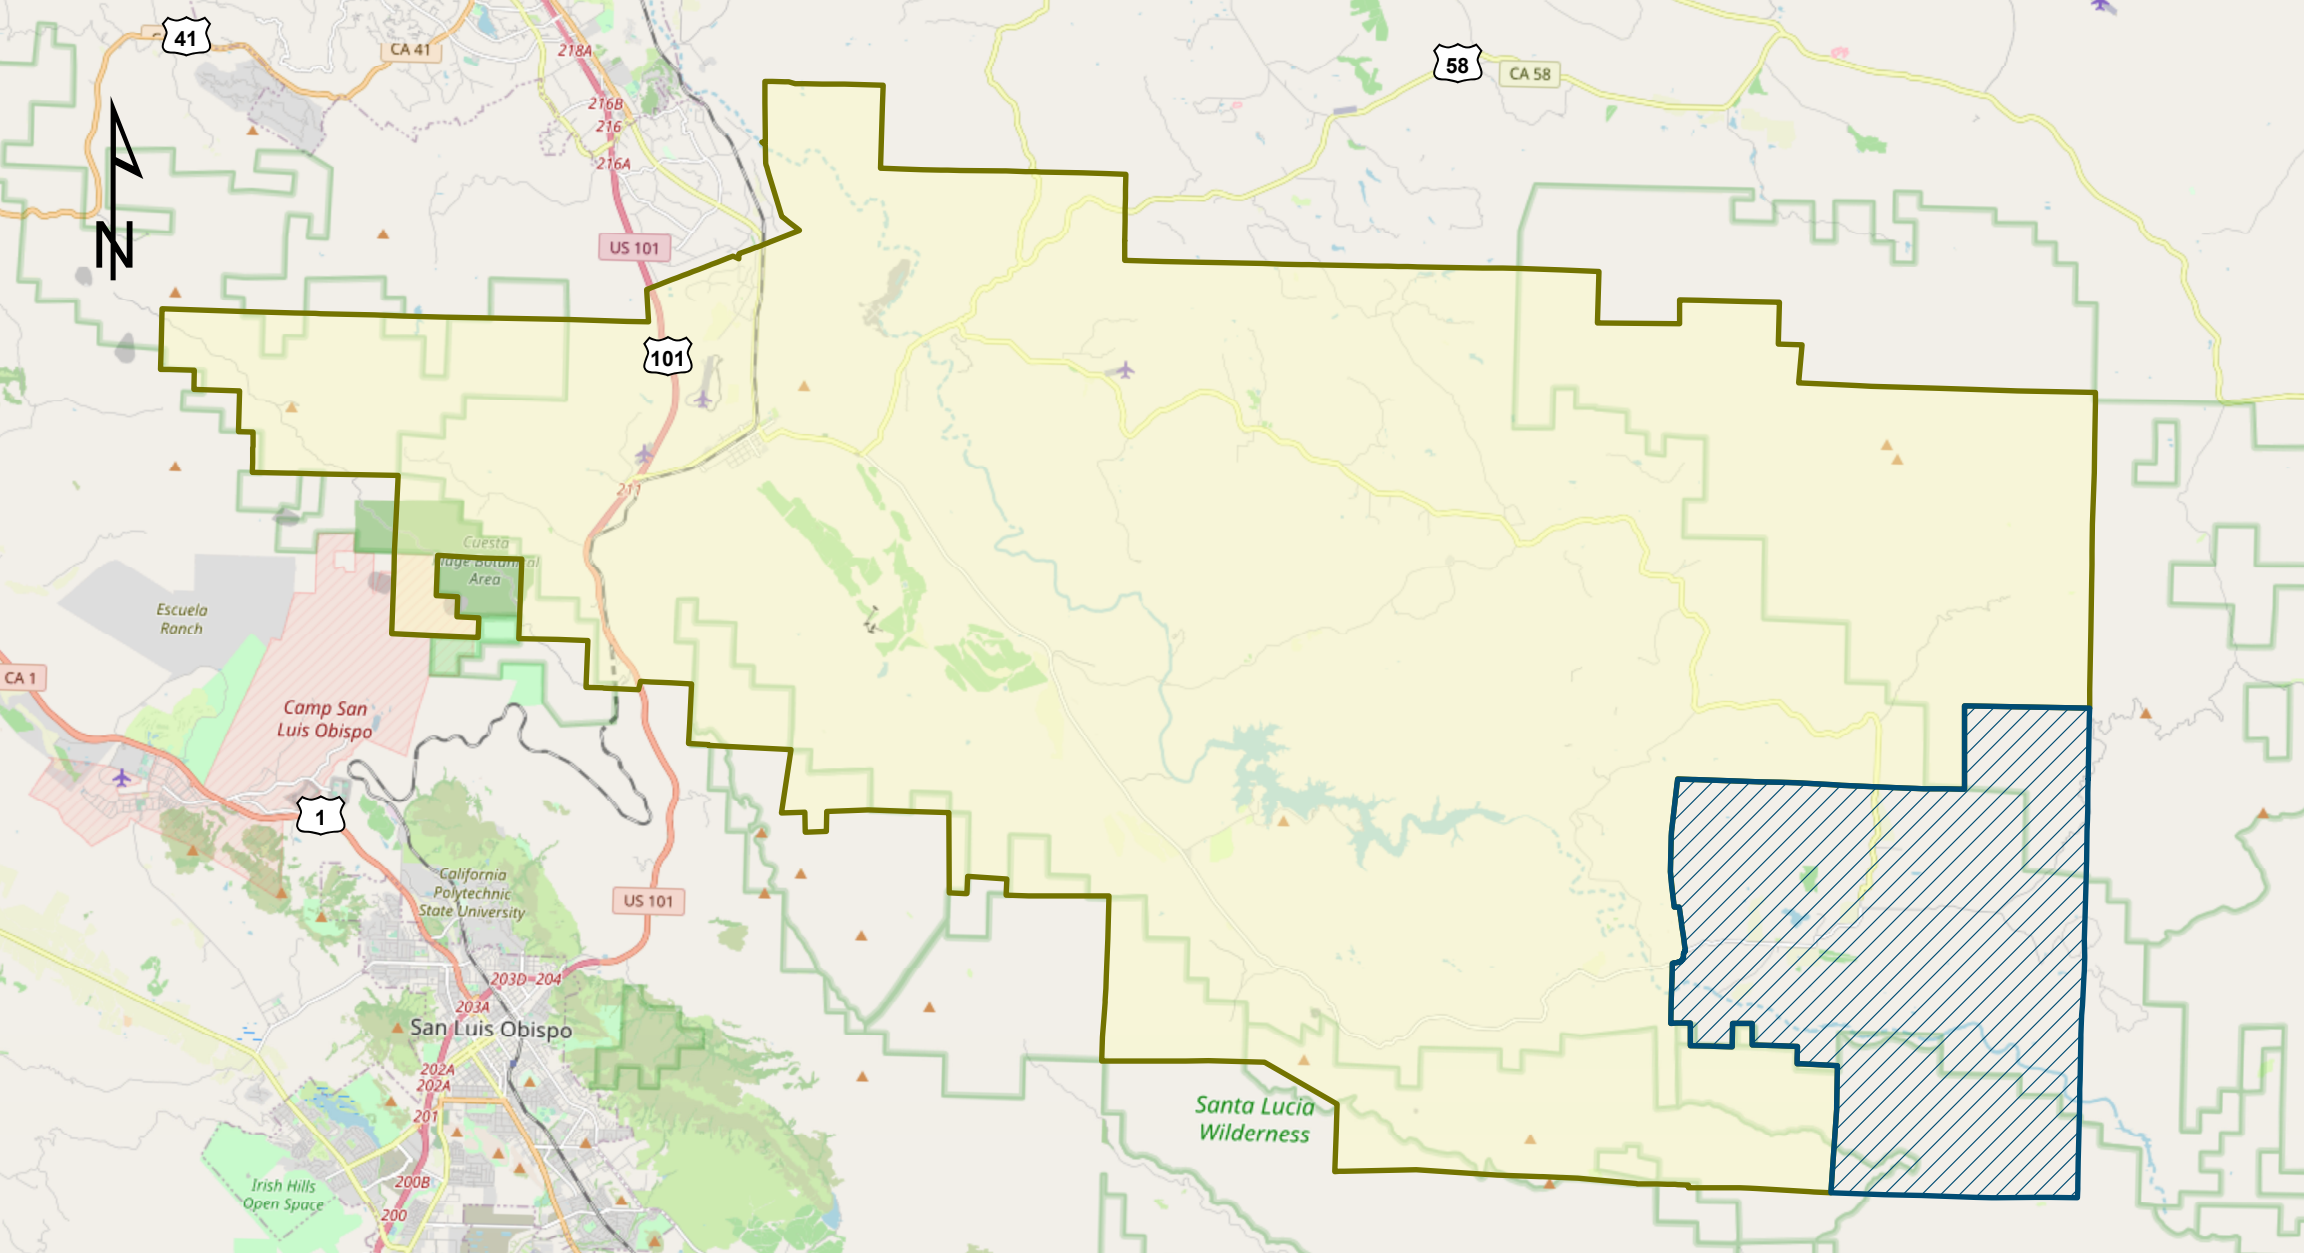 41
CA 41
218A
58
CA 58
216B
216
216A
US 101
N
101
211
Cuesta
Ridge Botanical
Area
Escuela
Ranch
CA 1
Camp San
Luis Obispo
1
California
Polytechnic
State University
US 101
203D-204
203A
San Luis Obispo
202A
202A
201
Santa Lucia
Wilderness
200B
Irish Hills
Open Space
200